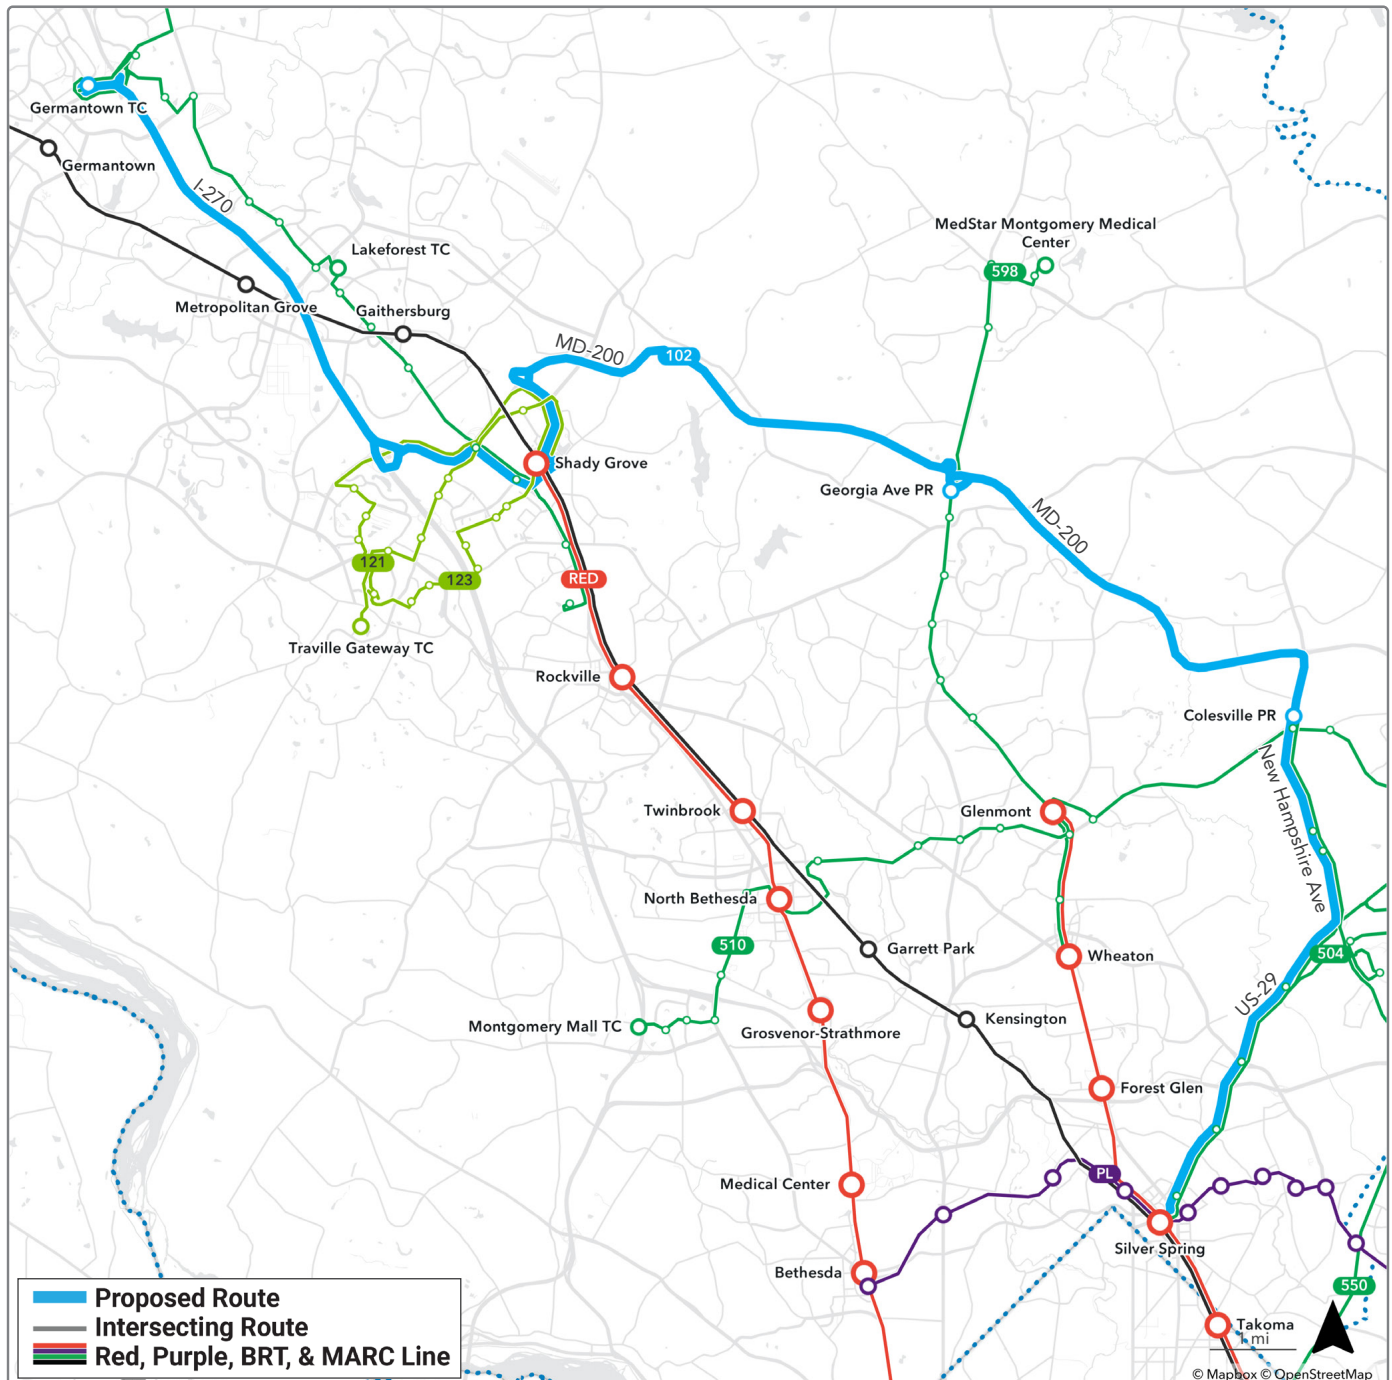 Germantown TC
Germantown
I-270
Lakeforest TC
Metropolitan Grove
Gaithersburg
MD-200
102
MedStar Montgomery Medical
Center
598
Shady Grove
Georgia Ave PR
MD-200
121
123
RED
Traville Gateway TC
Rockville
Colesville PR
New Hampshire Ave
Twinbrook
Glenmont
North Bethesda
510
Garrett Park
Wheaton
504
US-29
Montgomery Mall TC
Grosvenor-Strathmore
Kensington
Forest Glen
PL
Medical Center
Silver Spring
Bethesda
550
Takoma
1 mi
Proposed Route
Intersecting Route
Red, Purple, BRT, & MARC Line
© Mapbox © OpenStreetMap